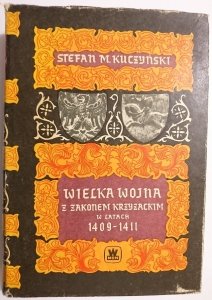 STEFAN M. KUCZYŃSKI
WIELKA WOJNA
Z ZAKONEM KRZYŻACKIM
W LATACH
1409-1411